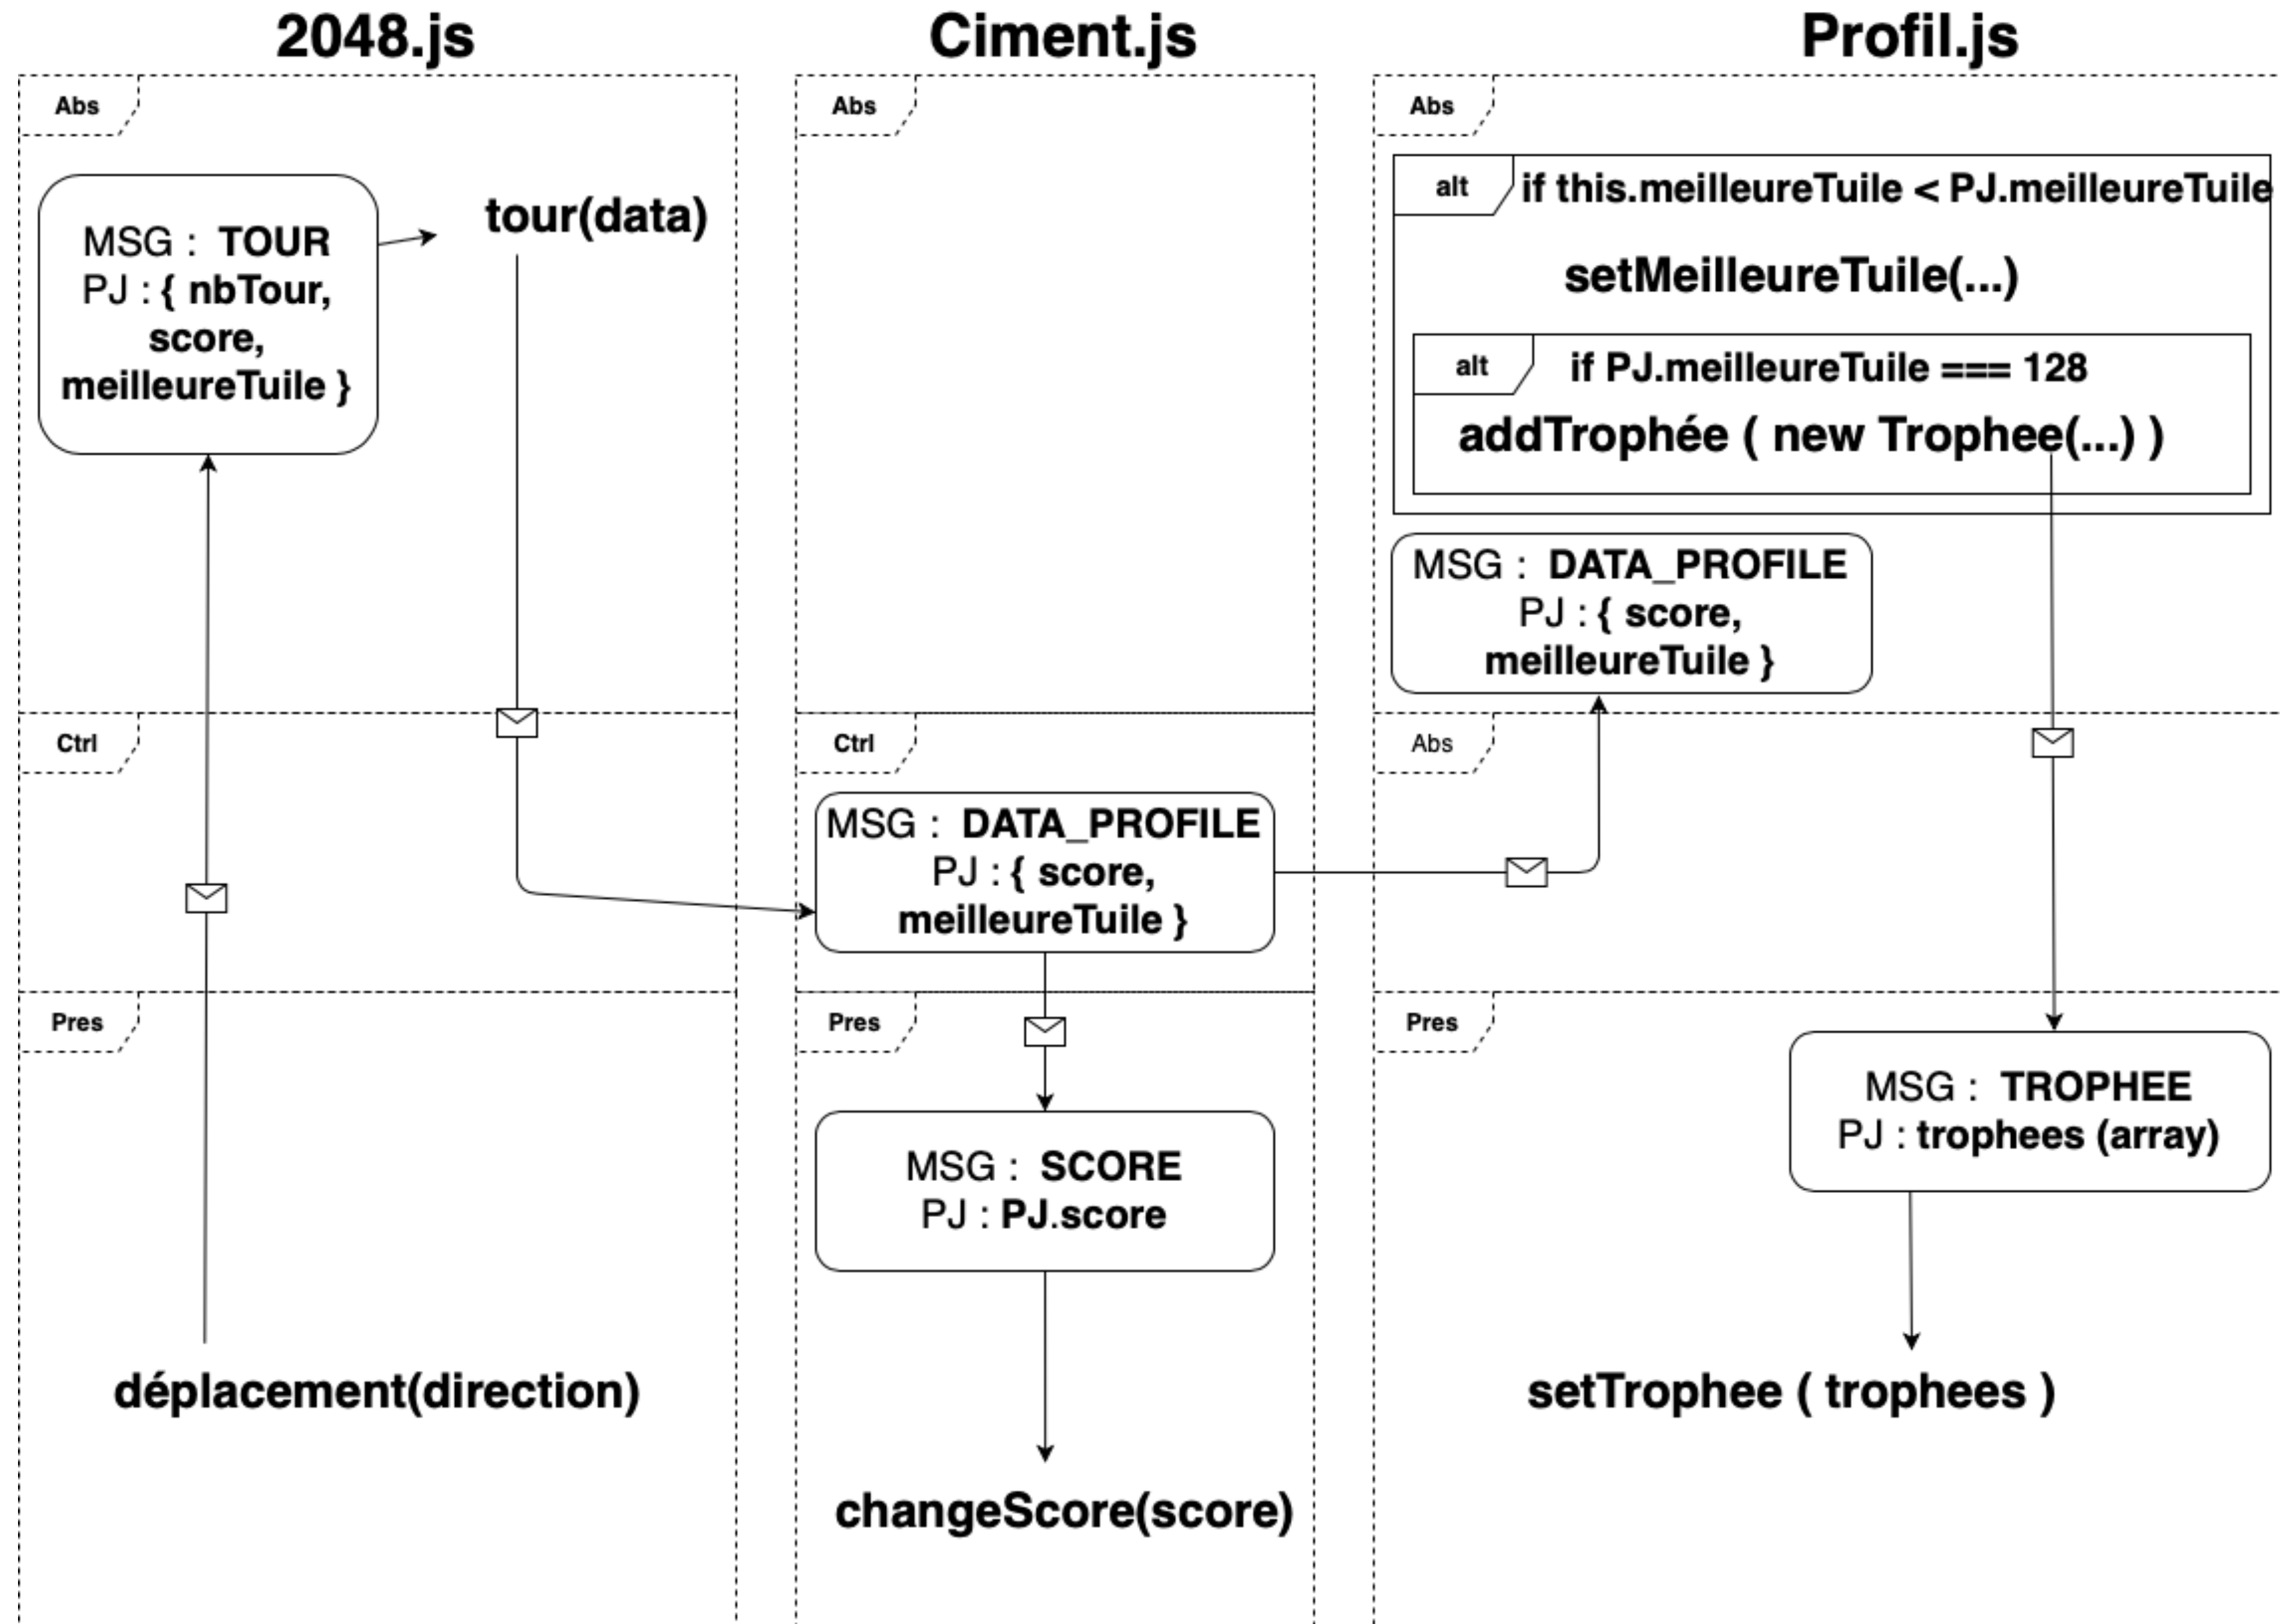 2048.js
Abs
MSG : TOUR
PJ : { nbTour,
score,
meilleureTuile }
tour(data)
Ctrl
Pres
déplacement(direction)
Ciment.js
Abs
Ctrl
MSG : DATA_PROFILE
PJ : { score,
meilleureTuile }
Pres
MSG : SCORE
PJ : PJ.score
changeScore(score)
Profil.js
Abs
alt
if this.meilleureTuile < PJ.meilleureTuile
setMeilleureTuile(...)
alt
if PJ.meilleureTuile === 128
addTrophée ( new Trophee(...) )
MSG : DATA_PROFILE
PJ : { score,
meilleureTuile }
Abs
Pres
MSG : TROPHEE
PJ : trophees (array)
setTrophee ( trophees )